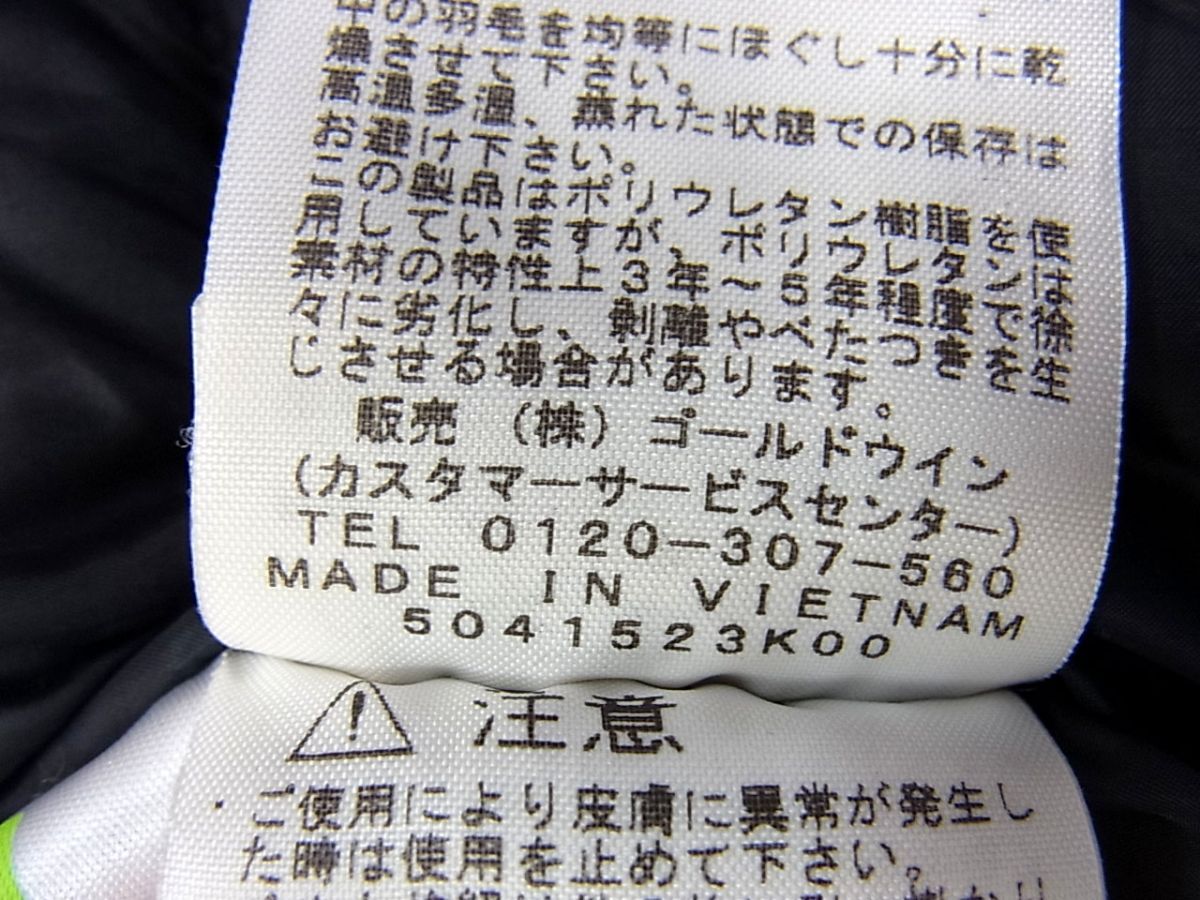 中の羽毛を均等にほぐし十分に乾
燥させて下さい。
高温多湿、蒸れた状態での保存は
お避け下さい。
この製品はポリウレタン樹脂を使
用していますが、ポリウレタンは
素材の特性上3年～5年程度で徐
々に劣化し、剥離やべたつきを生
じさせる場合があります。
販売 (株) ゴールドウイン
(カスタマーサービスセンター)
TEL 0120-307-560
MADE IN VIETNAM
5041523K00
注意
・ご使用により皮膚に異常が発生し
た時は使用を止めて下さい。